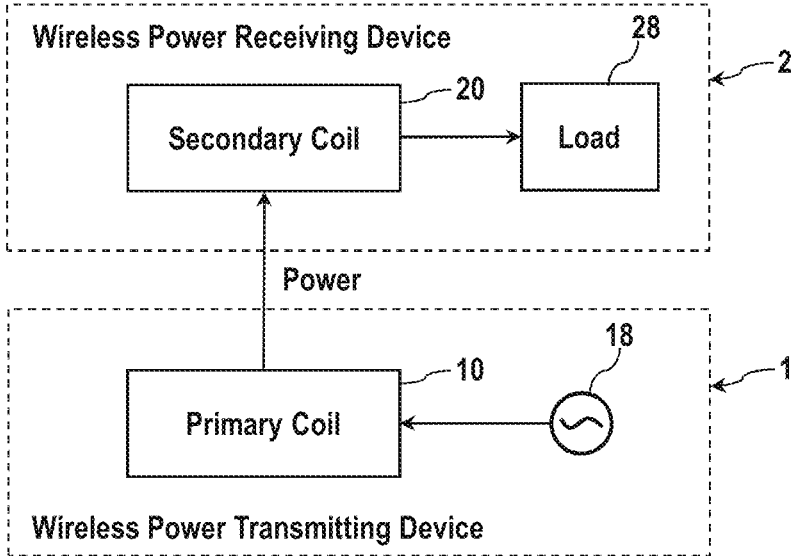 Wireless Power Receiving Device
28
2
20
Secondary Coil
Load
Power
18
10
1
Primary Coil
Wireless Power Transmitting Device